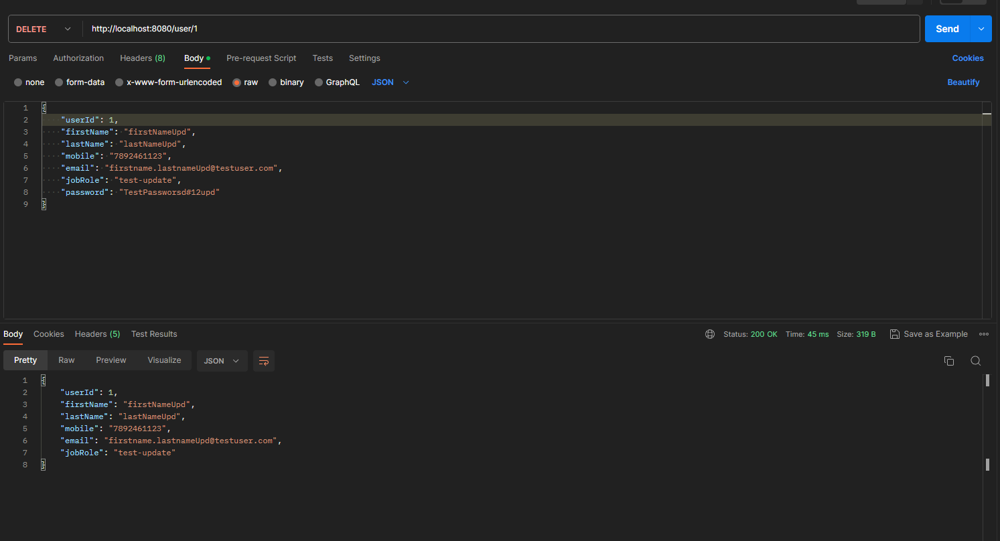 DELETE http://localhost:8080/user/1 Send
Params Authorization Headers (8) Body Pre-request Script Tests Settings Cookies
none form-data x-www-form-urlencoded raw binary GraphQL JSON Beautify
1 {
2 "userId": 1,
3 "firstName": "firstNameUpd",
4 "lastName": "lastNameUpd",
5 "mobile": "7892461123",
6 "email": "firstname.lastnameUpd@testuser.com",
7 "jobRole": "test-update",
8 "password": "TestPassworsd#12upd"
9 }
Body Cookies Headers (5) Test Results Status: 200 OK Time: 45 ms Size: 319 B Save as Example
Pretty Raw Preview Visualize JSON
1 {
2 "userId": 1,
3 "firstName": "firstNameUpd",
4 "lastName": "lastNameUpd",
5 "mobile": "7892461123",
6 "email": "firstname.lastnameUpd@testuser.com",
7 "jobRole": "test-update"
8 }